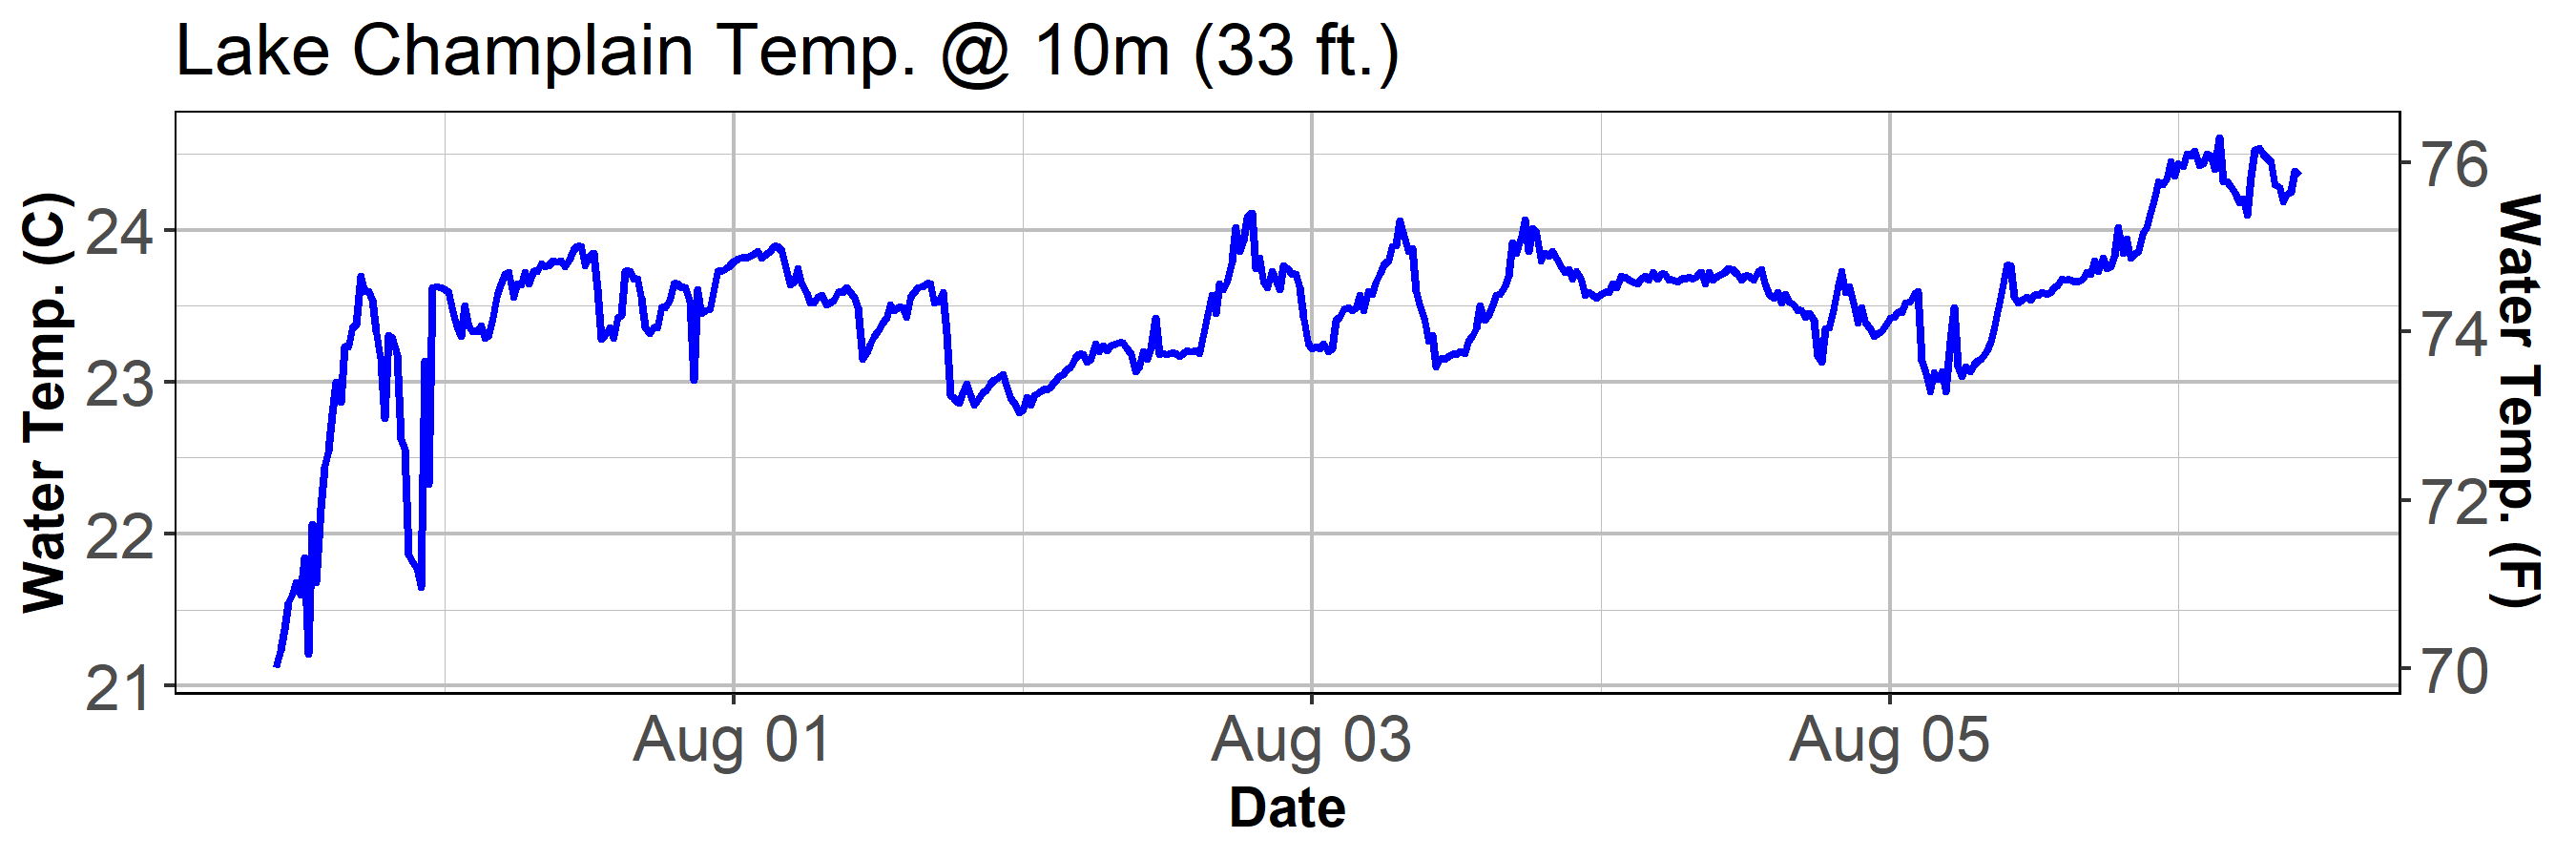 Lake Champlain Temp. @ 10m (33 ft.)
Water Temp. (C)
24
23
22
21
76
74
72
70
Water Temp. (F)
Aug 01
Aug 03
Aug 05
Date